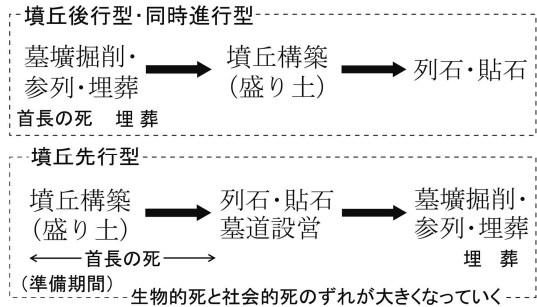 墳丘後行型・同時進行型
墓壙掘削・
参列・埋葬
墳丘構築
(盛り土)
列石・貼石
首長の死 埋葬
墳丘先行型
墳丘構築
(盛り土)
列石・貼石
墓道設営
墓壙掘削・
参列・埋葬
首長の死
埋葬
(準備期間)
生物的死と社会的死のずれが大きくなっていく